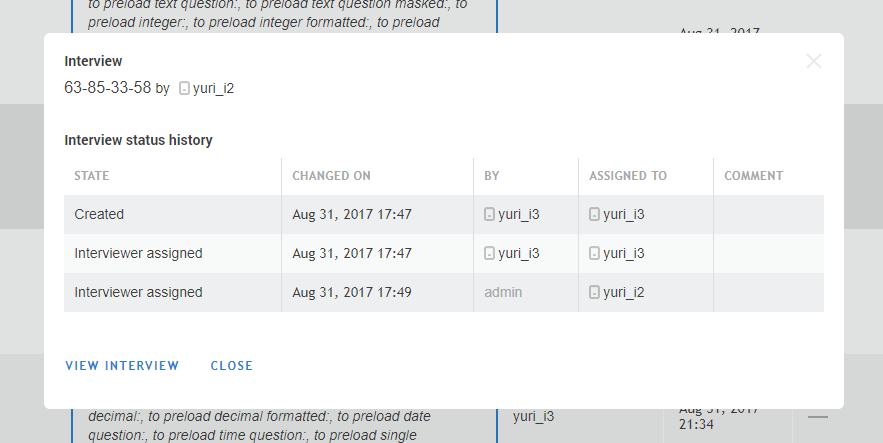 to preload text question:, to preload text question masked:, to
preload integer:, to preload integer formatted:, to preload
Aug 31, 2017
Interview
63-85-33-58 by yuri_i2
Interview status history
STATE CHANGED ON BY ASSIGNED TO COMMENT
Created Aug 31, 2017 17:47 yuri_i3 yuri_i3
Interviewer assigned Aug 31, 2017 17:47 yuri_i3 yuri_i3
Interviewer assigned Aug 31, 2017 17:49 admin yuri_i2
VIEW INTERVIEW CLOSE
decimal:, to preload decimal formatted:, to preload date yuri_i3 Aug 31, 2017
question:, to preload time question:, to preload single 21:34